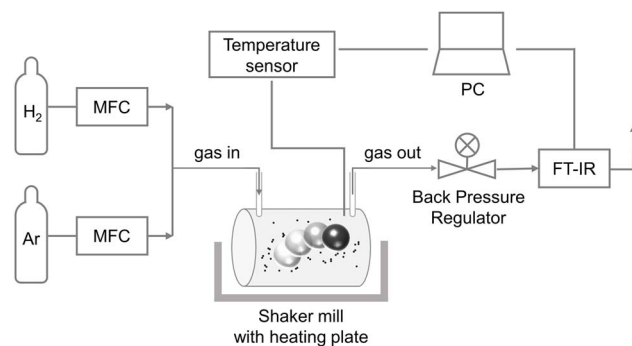 Temperature
sensor
PC
H₂
MFC
gas in
gas out
FT-IR
Back Pressure
Regulator
Ar
MFC
Shaker mill
with heating plate